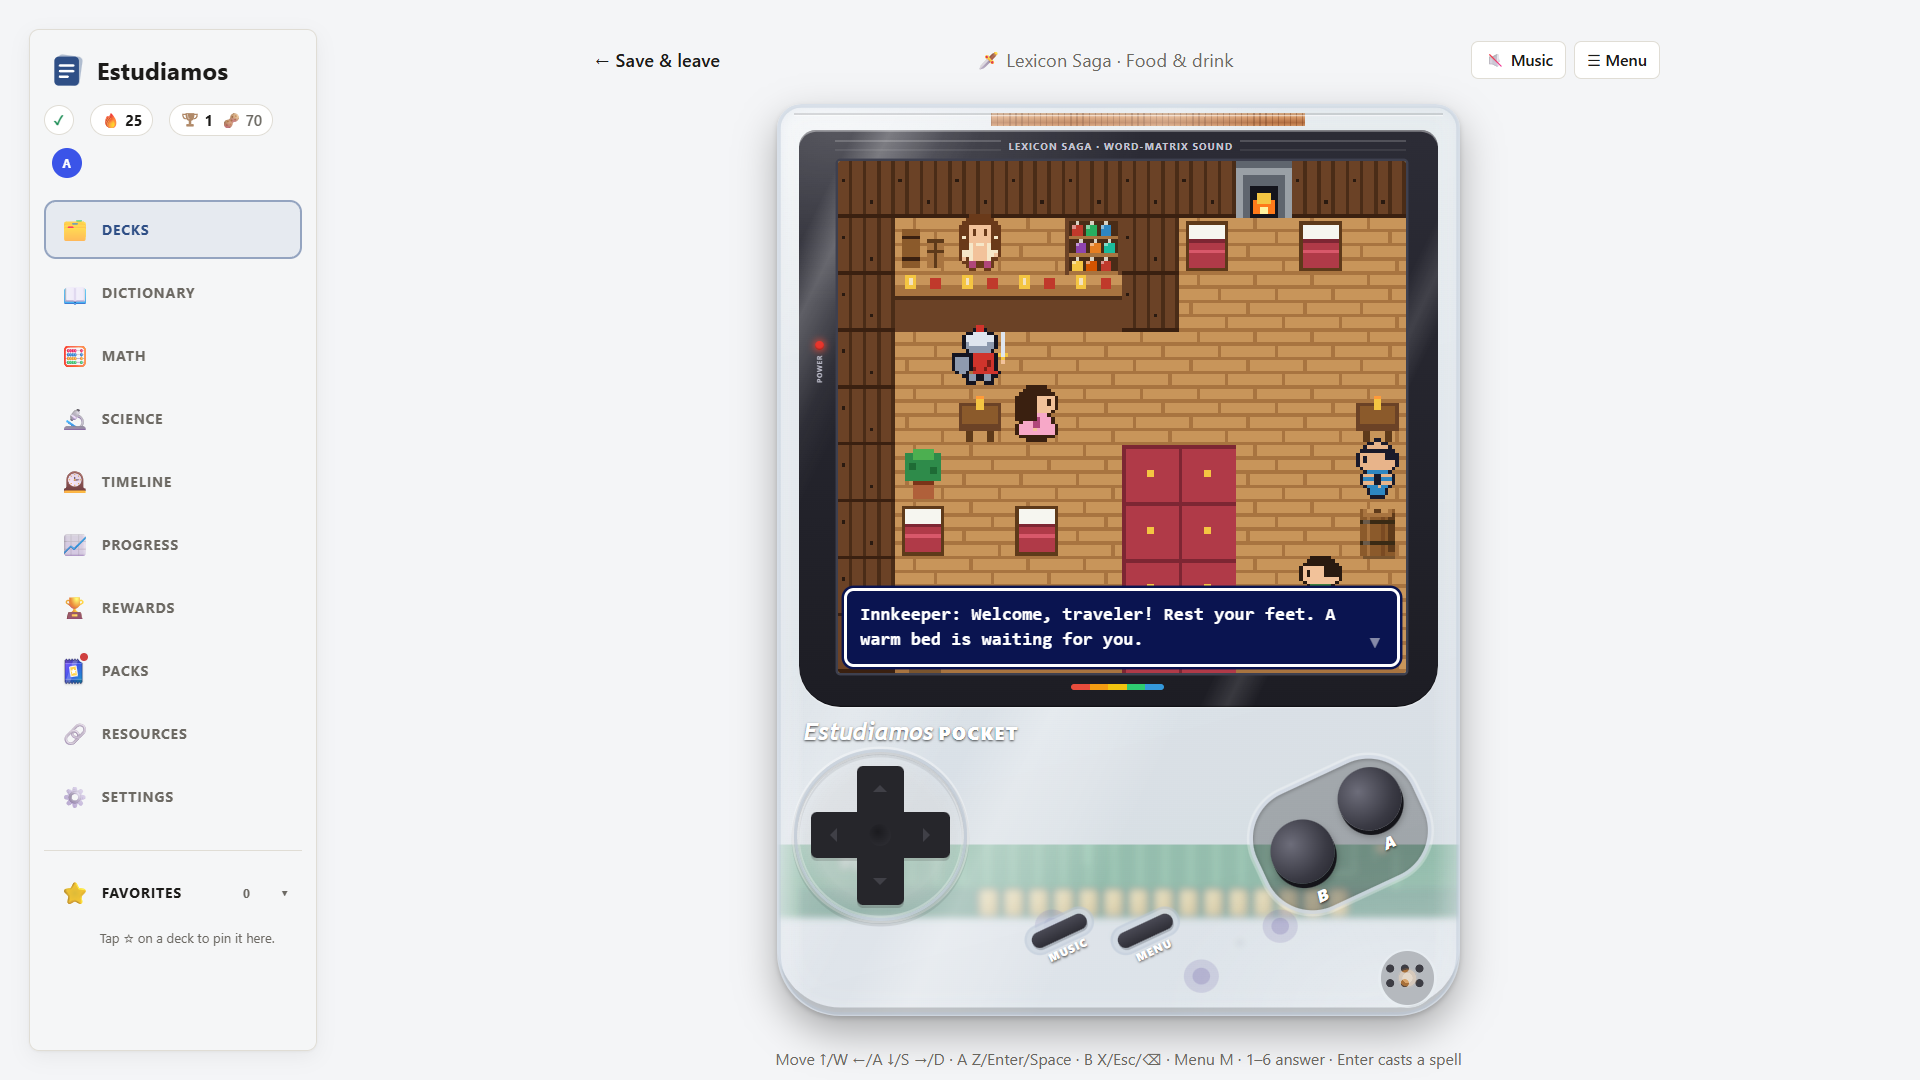 Estudiamos
✓ 🔥 25 🏆 1 🥜 70
A
DECKS
DICTIONARY
MATH
SCIENCE
TIMELINE
PROGRESS
REWARDS
PACKS
RESOURCES
SETTINGS
FAVORITES 0 ▾
Tap ☆ on a deck to pin it here.
← Save & leave
🗡️ Lexicon Saga · Food & drink
Music
☰ Menu
LEXICON SAGA · WORD-MATRIX SOUND
POWER
Innkeeper: Welcome, traveler! Rest your feet. A
warm bed is waiting for you. ▼
Estudiamos POCKET
A
B
MUSIC
MENU
Move ↑/W ←/A ↓/S →/D · A Z/Enter/Space · B X/Esc/⌫ · Menu M · 1–6 answer · Enter casts a spell